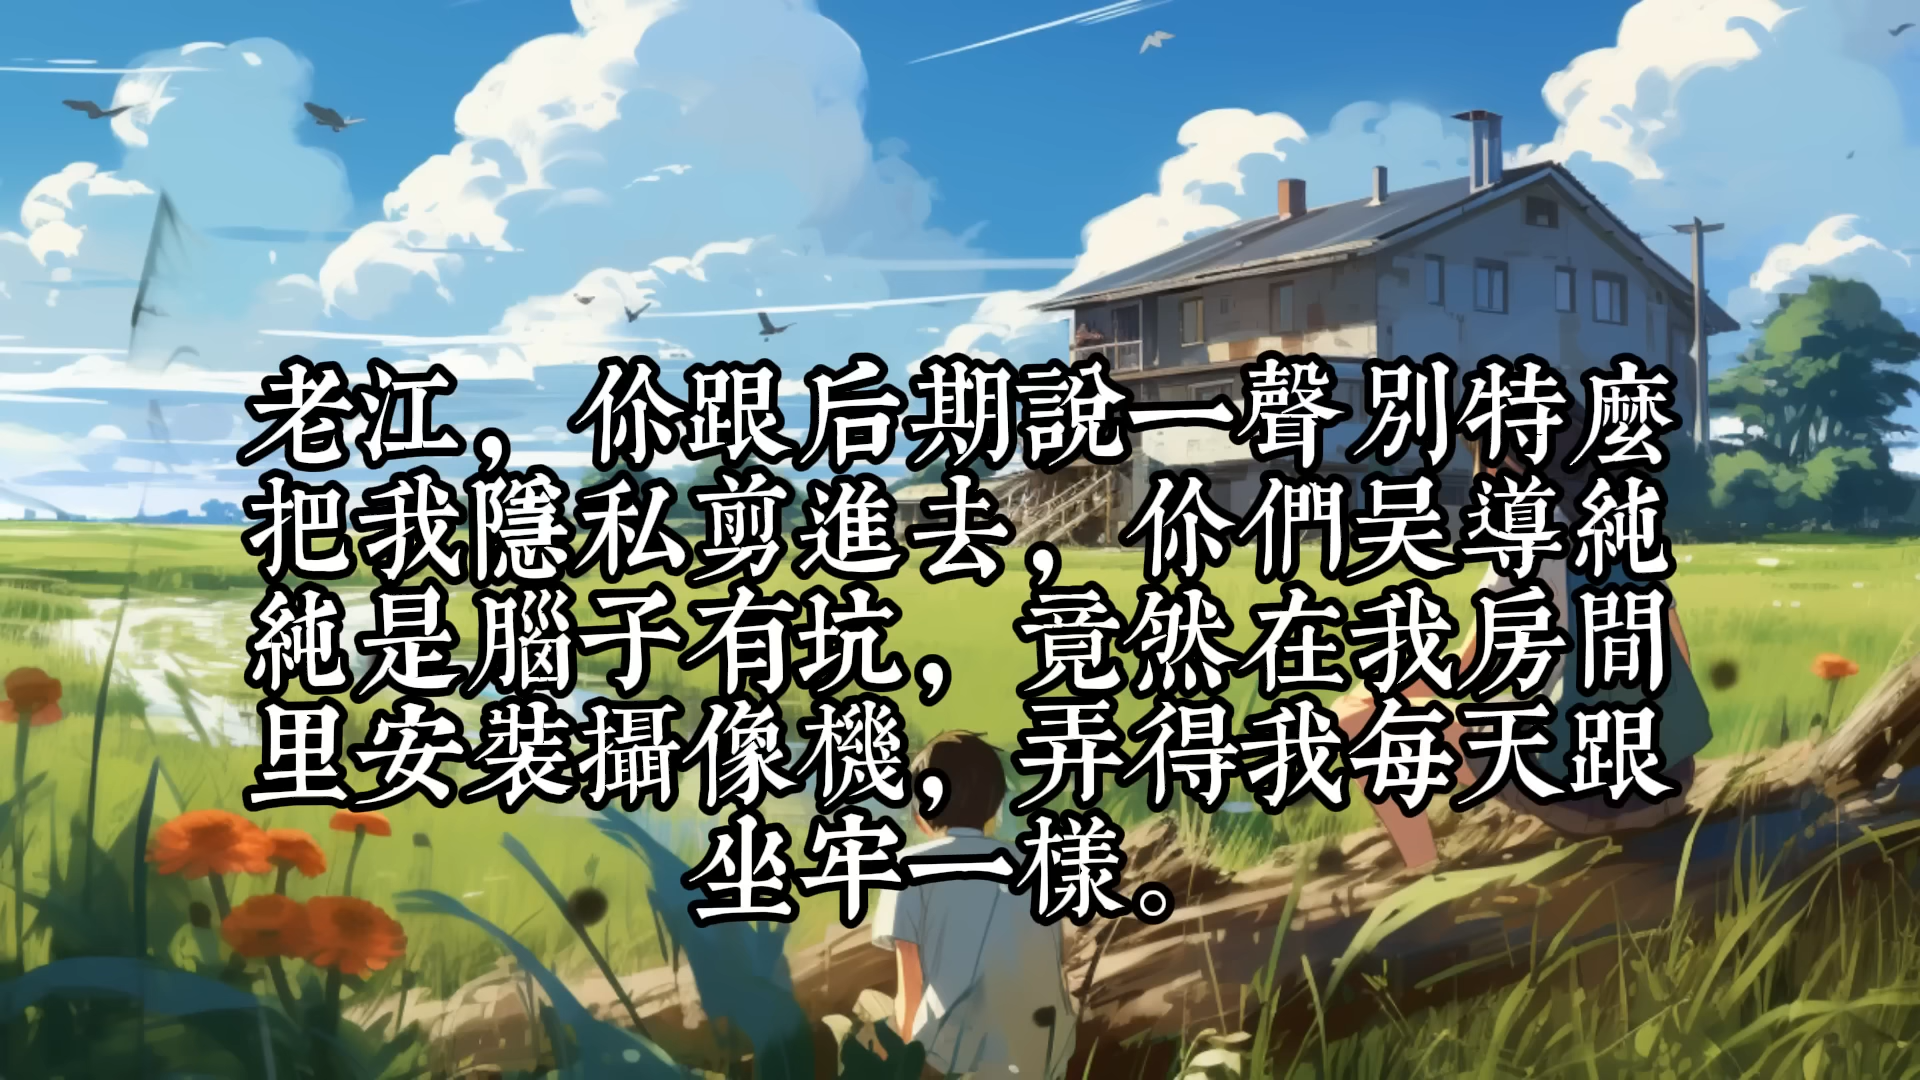 老江，你跟后期說一聲別特麼
把我隱私剪進去，你們吴導純
純是腦子有坑，竟然在我房間
里安裝攝像機，弄得我每天跟
坐牢一樣。